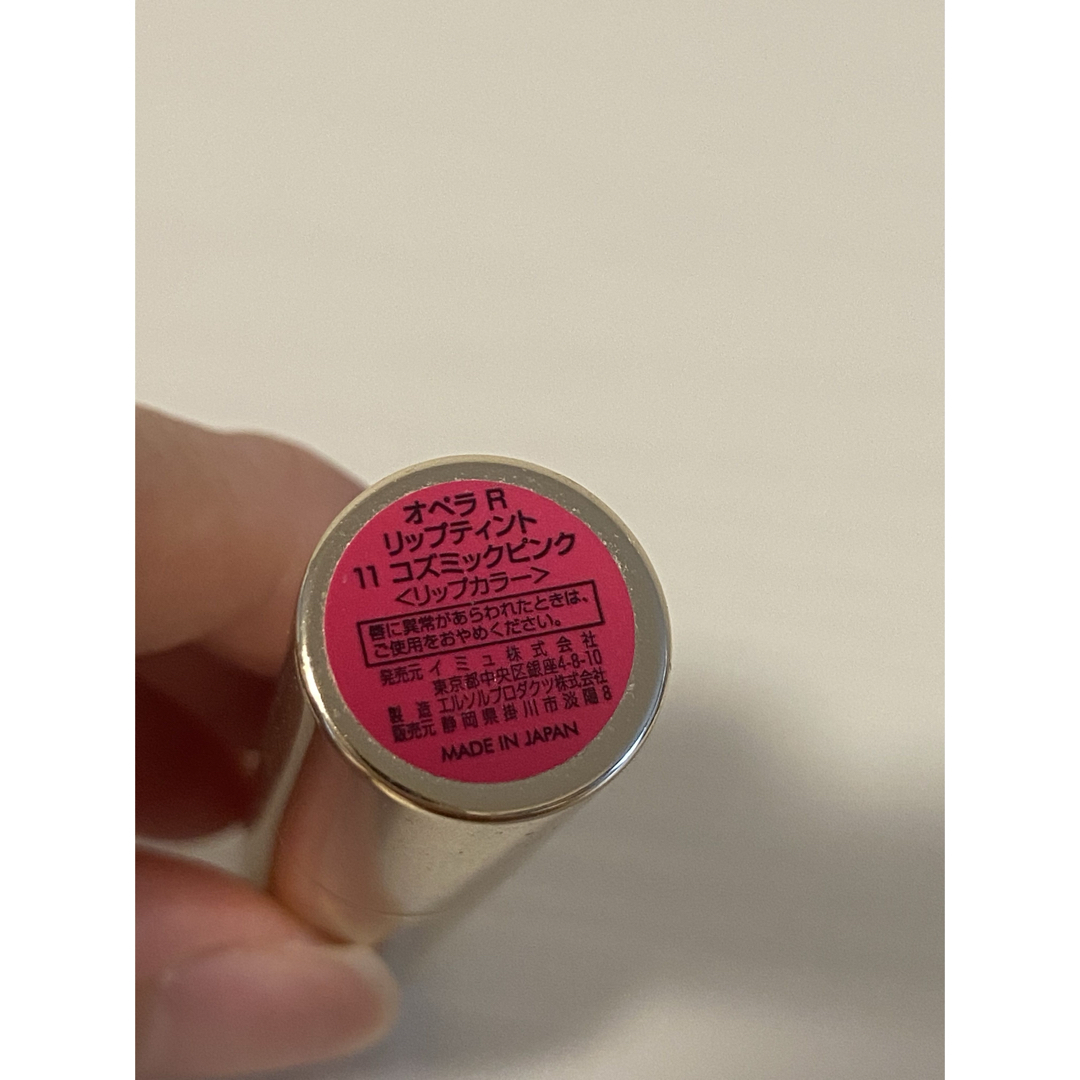 オペラ R
リップティント
11 コズミックピンク
<リップカラー>
唇に異常があらわれたときは、
ご使用をおやめください。
発売元 イミュ株式会社
東京都中央区銀座4-8-10
製造 エルソルプロダクツ株式会社
販売元 静岡県掛川市淡陽8
MADE IN JAPAN